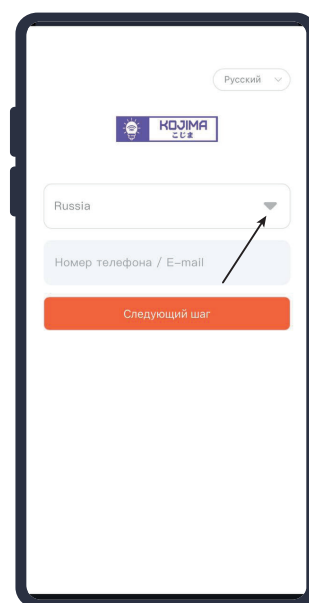 Русский
KOJIMA
こじま
Russia
Номер телефона / E-mail
Следующий шаг